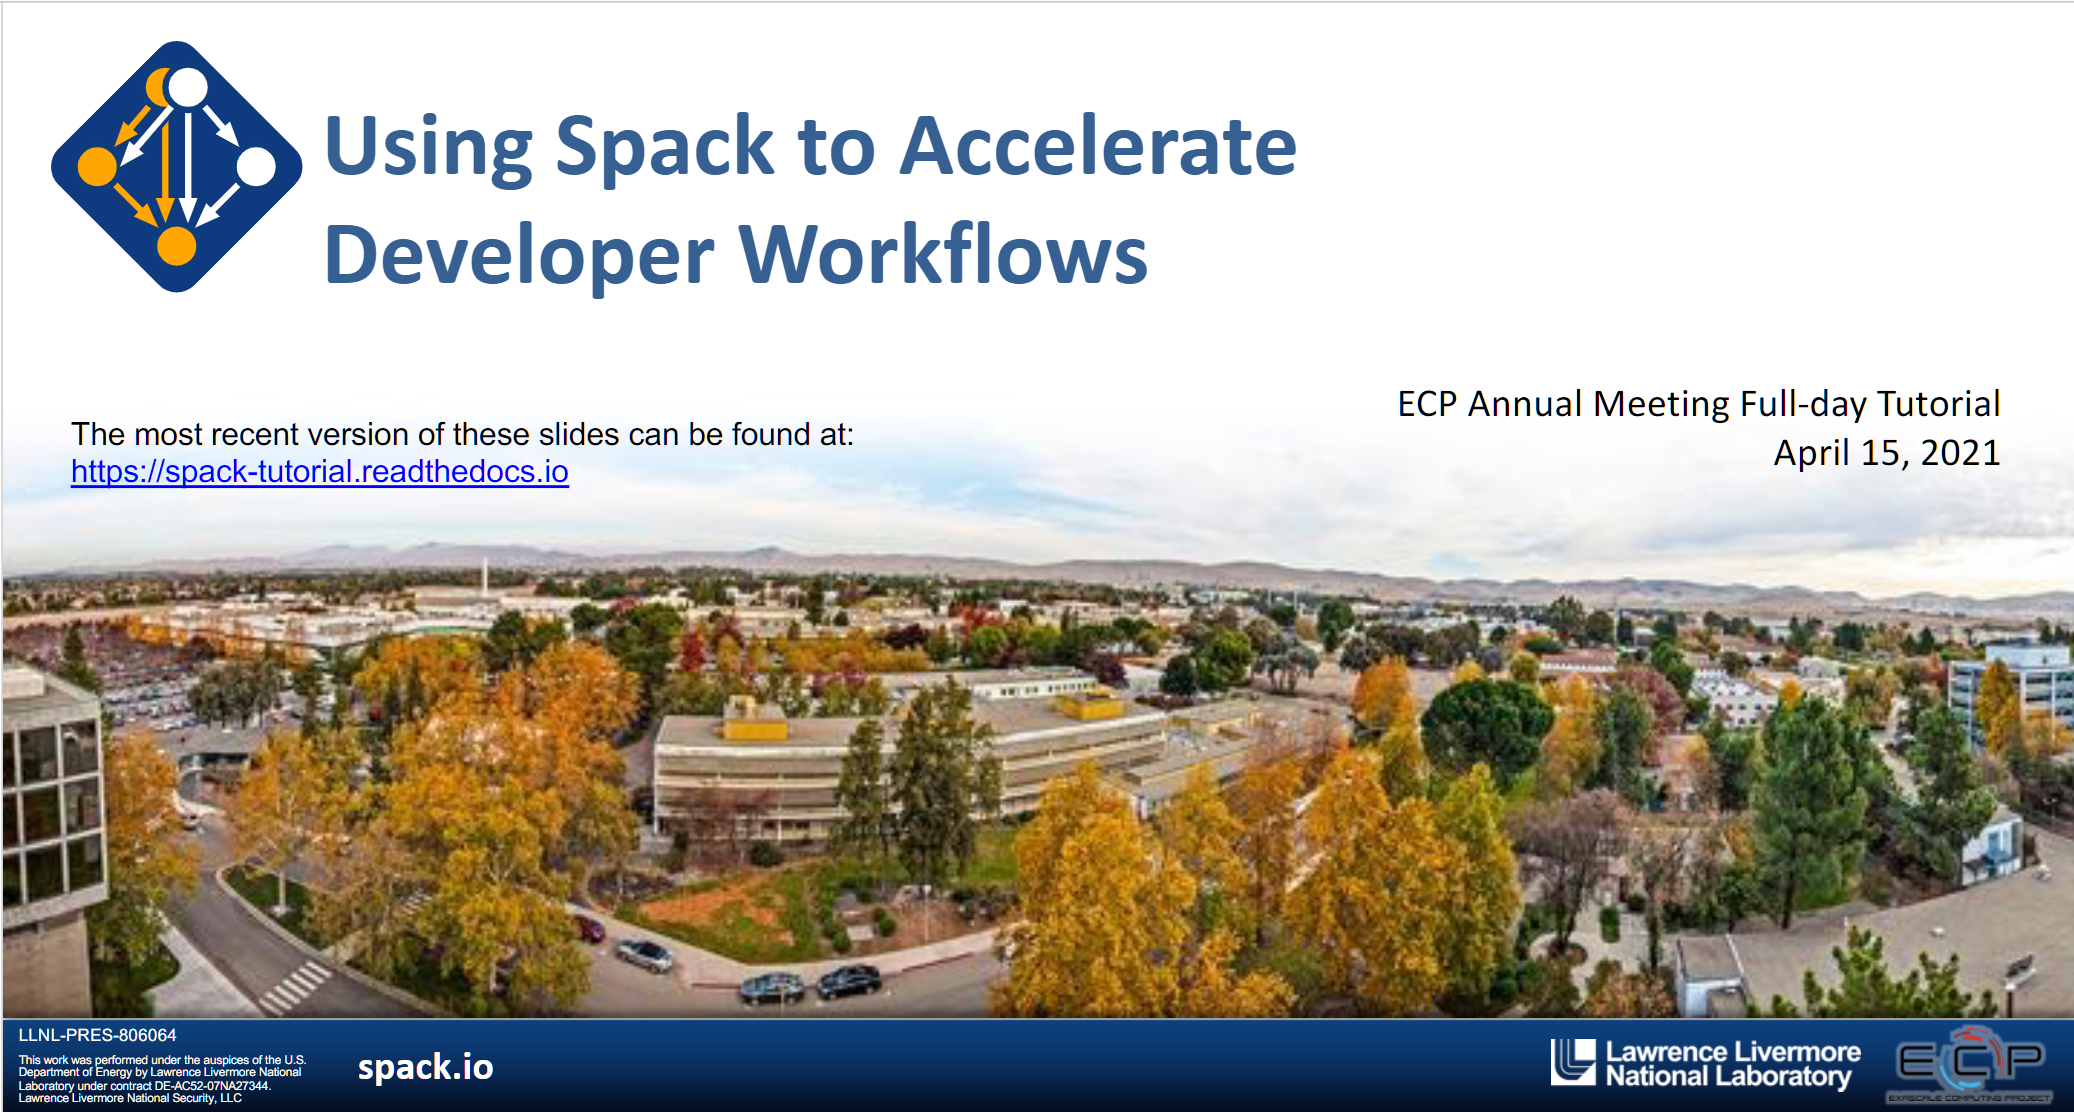 Using Spack to Accelerate
Developer Workflows
The most recent version of these slides can be found at:
https://spack-tutorial.readthedocs.io
ECP Annual Meeting Full-day Tutorial
April 15, 2021
LLNL-PRES-806064
This work was performed under the auspices of the U.S.
Department of Energy by Lawrence Livermore National
Laboratory under contract DE-AC52-07NA27344.
Lawrence Livermore National Security, LLC
spack.io
Lawrence Livermore
National Laboratory
ECP
EXASCALE COMPUTING PROJECT